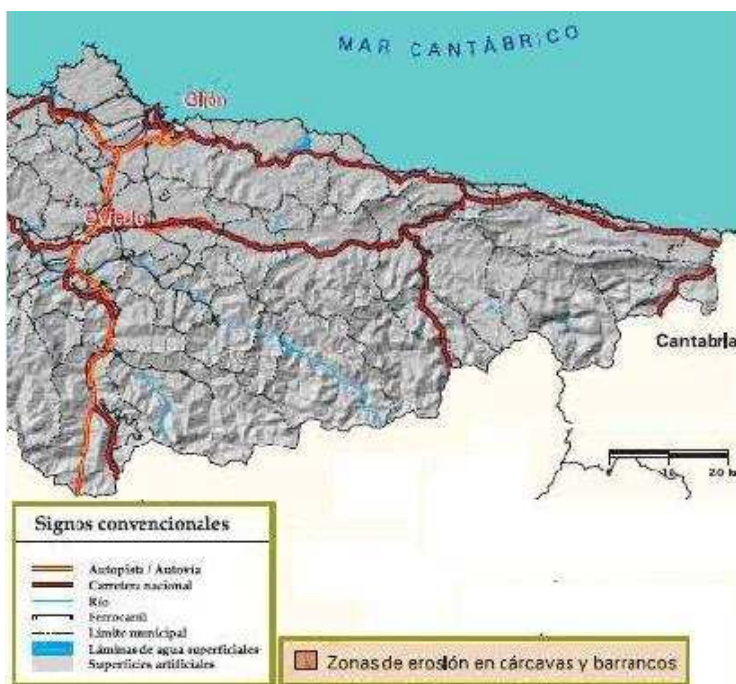 MAR CANTÁBRICO
Gijón
Oviedo
Cantabria
0 10 20
Signos convencionales
Autopista / Autovía
Carretera nacional
Río
Ferrocarril
Límite municipal
Láminas de agua superficiales
Superficies artificiales
Zonas de erosión en cárcavas y barrancos